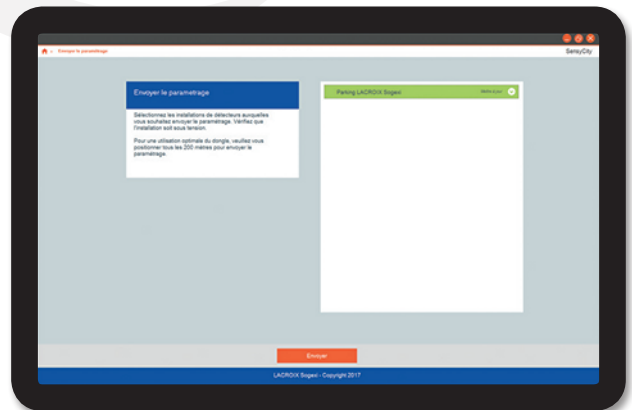 Envoyer le paramétrage
SensyCity
Envoyer le paramétrage
Sélectionnez les installations de détecteurs auxquelles
vous souhaitez envoyer le paramétrage. Vérifiez que
l'installation soit sous tension.
Pour une utilisation optimale du dongle, veuillez vous
positionner tous les 200 mètres pour envoyer le
paramétrage.
Parking LACROIX Sogexi
Mettre à jour
Envoyer
LACROIX Sogexi - Copyright 2017